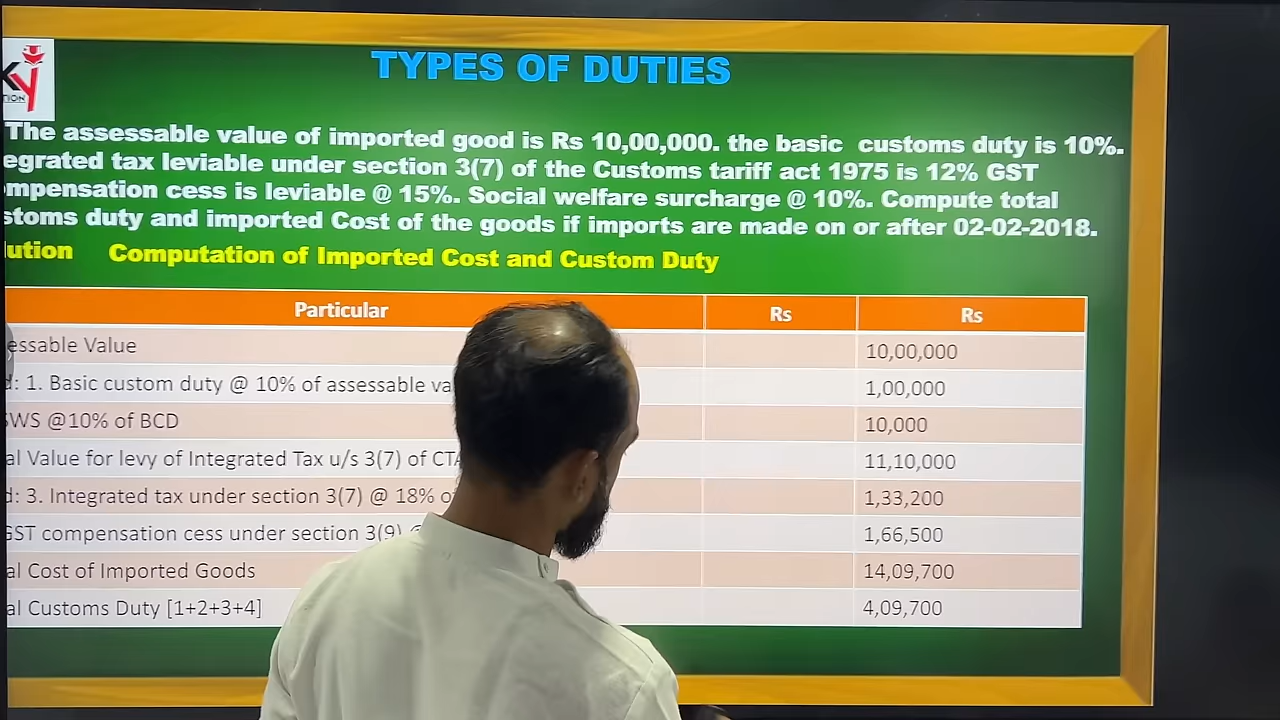 KY
TION
TYPES OF DUTIES
The assessable value of imported good is Rs 10,00,000. the basic customs duty is 10%.
egrated tax leviable under section 3(7) of the Customs tariff act 1975 is 12% GST
mpensation cess is leviable @ 15%. Social welfare surcharge @ 10%. Compute total
stoms duty and imported Cost of the goods if imports are made on or after 02-02-2018.
ution Computation of Imported Cost and Custom Duty
Particular Rs Rs
essable Value 10,00,000
d: 1. Basic custom duty @ 10% of assessable va 1,00,000
SWS @10% of BCD 10,000
al Value for levy of Integrated Tax u/s 3(7) of CTA 11,10,000
d: 3. Integrated tax under section 3(7) @ 18% o 1,33,200
GST compensation cess under section 3(9) 1,66,500
al Cost of Imported Goods 14,09,700
al Customs Duty [1+2+3+4] 4,09,700